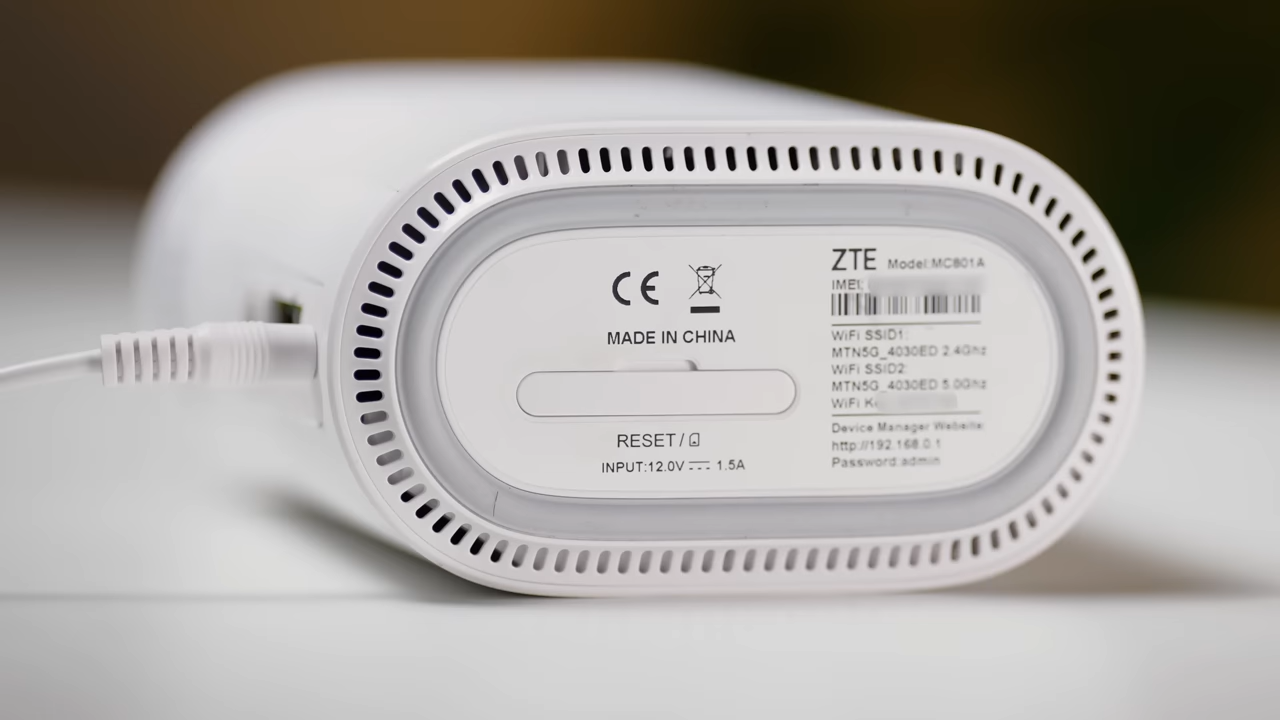 CE
MADE IN CHINA
RESET /
INPUT:12.0V 1.5A
ZTE Model:MC801A
IMEI:
WiFi SSID1:
MTN5G_4030ED 2.4Ghz
WiFi SSID2:
MTN5G_4030ED 5.0Ghz
WiFi
Device Manager Website:
http://192.168.0.1
Password:admin